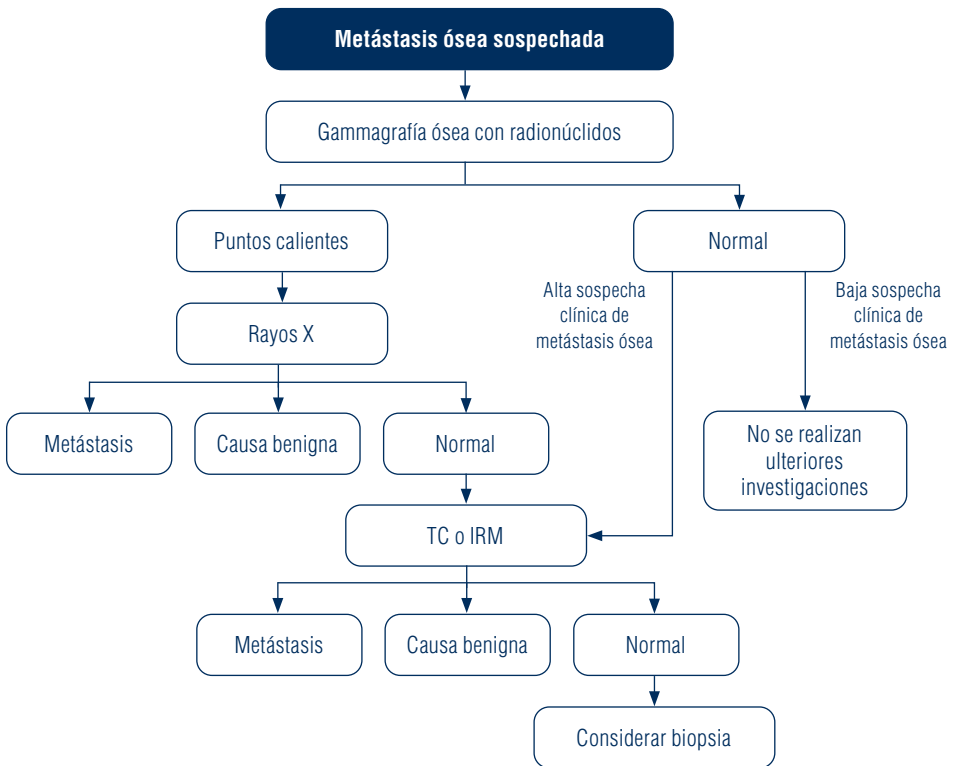 Metástasis ósea sospechada
Gammagrafía ósea con radionúclidos
Puntos calientes
Normal
Alta sospecha
clínica de
metástasis ósea
Baja sospecha
clínica de
metástasis ósea
Rayos X
Metástasis
Causa benigna
Normal
No se realizan
ulteriores
investigaciones
TC o IRM
Metástasis
Causa benigna
Normal
Considerar biopsia